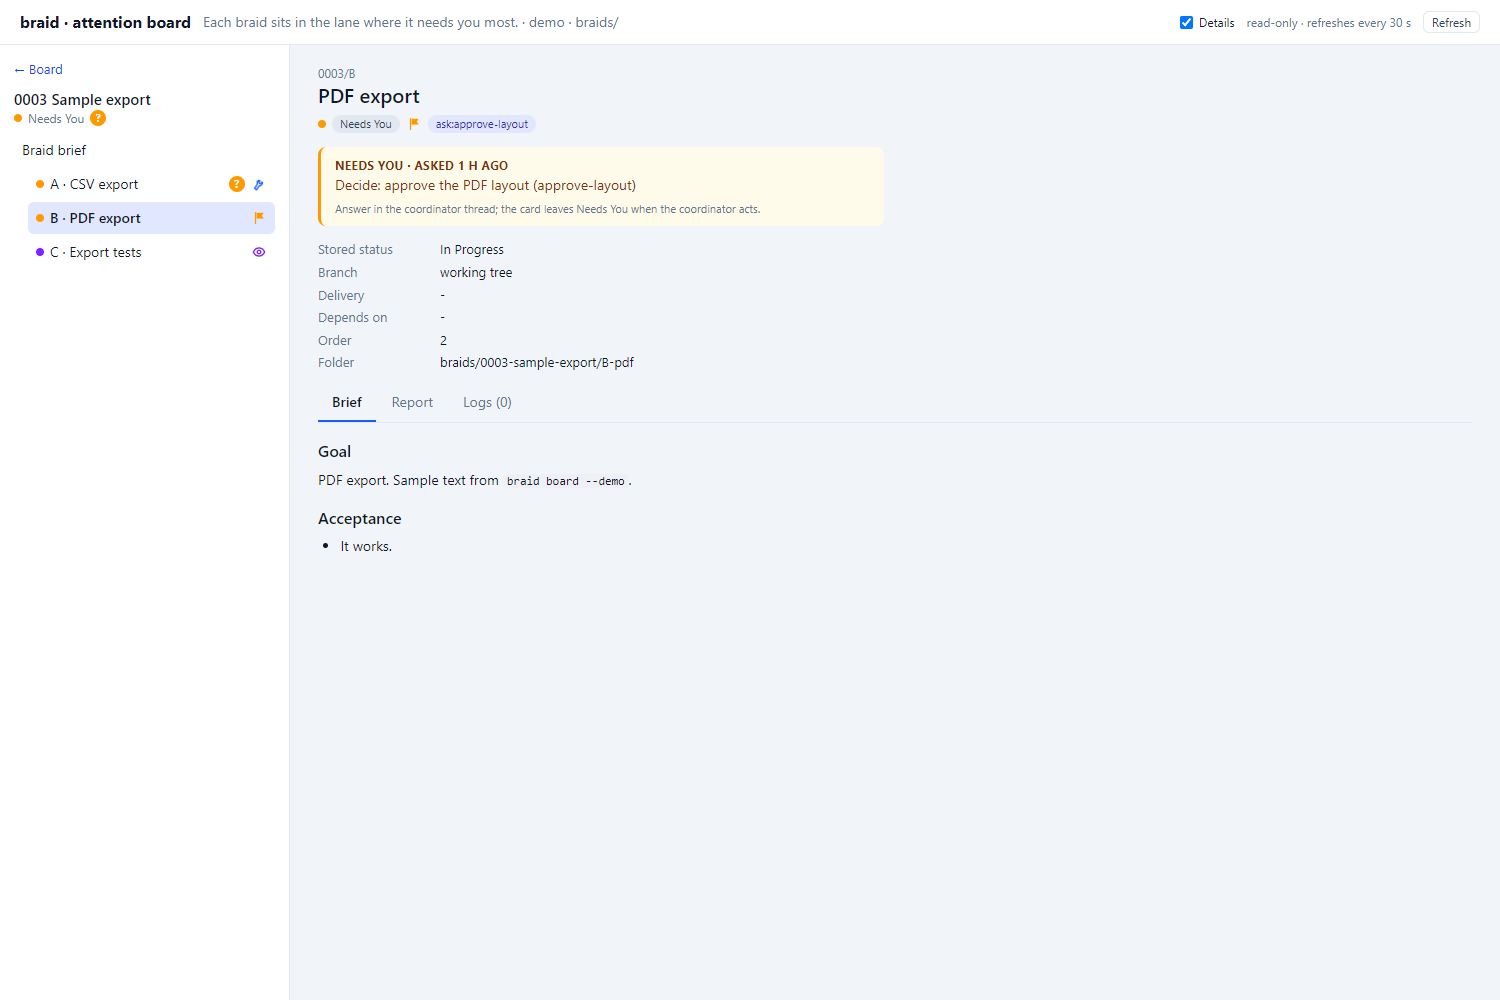 braid · attention board Each braid sits in the lane where it needs you most. · demo · braids/
Details read-only · refreshes every 30 s Refresh
← Board
0003 Sample export
Needs You ?
Braid brief
A · CSV export ?
B · PDF export
C · Export tests
0003/B
PDF export
Needs You ask:approve-layout
NEEDS YOU · ASKED 1 H AGO
Decide: approve the PDF layout (approve-layout)
Answer in the coordinator thread; the card leaves Needs You when the coordinator acts.
Stored status In Progress
Branch working tree
Delivery -
Depends on -
Order 2
Folder braids/0003-sample-export/B-pdf
Brief Report Logs (0)
Goal
PDF export. Sample text from braid board --demo.
Acceptance
• It works.